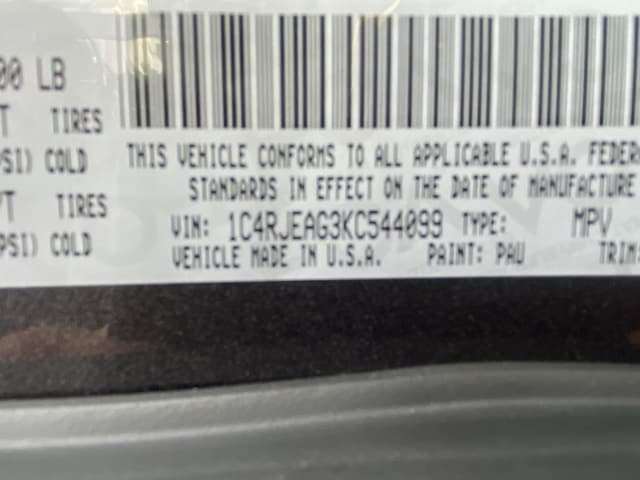 00 LB
T TIRES
PSI) COLD
THIS VEHICLE CONFORMS TO ALL APPLICABLE U.S.A. FEDER
STANDARDS IN EFFECT ON THE DATE OF MANUFACTURE
TIRES
VIN: 1C4RJEAG3KC544099 TYPE: MPV
PSI) COLD
VEHICLE MADE IN U.S.A. PAINT: PAU TRIM: